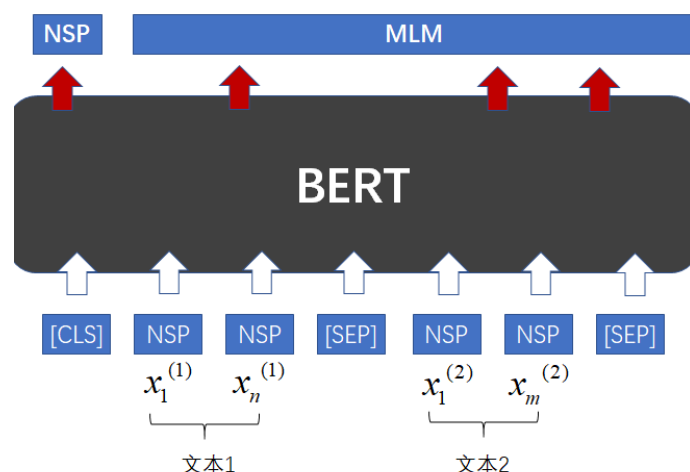 NSP MLM
BERT
[CLS] NSP NSP [SEP] NSP NSP [SEP]
x₁⁽¹⁾ xₙ⁽¹⁾ x₁⁽²⁾ xₘ⁽²⁾
文本1 文本2